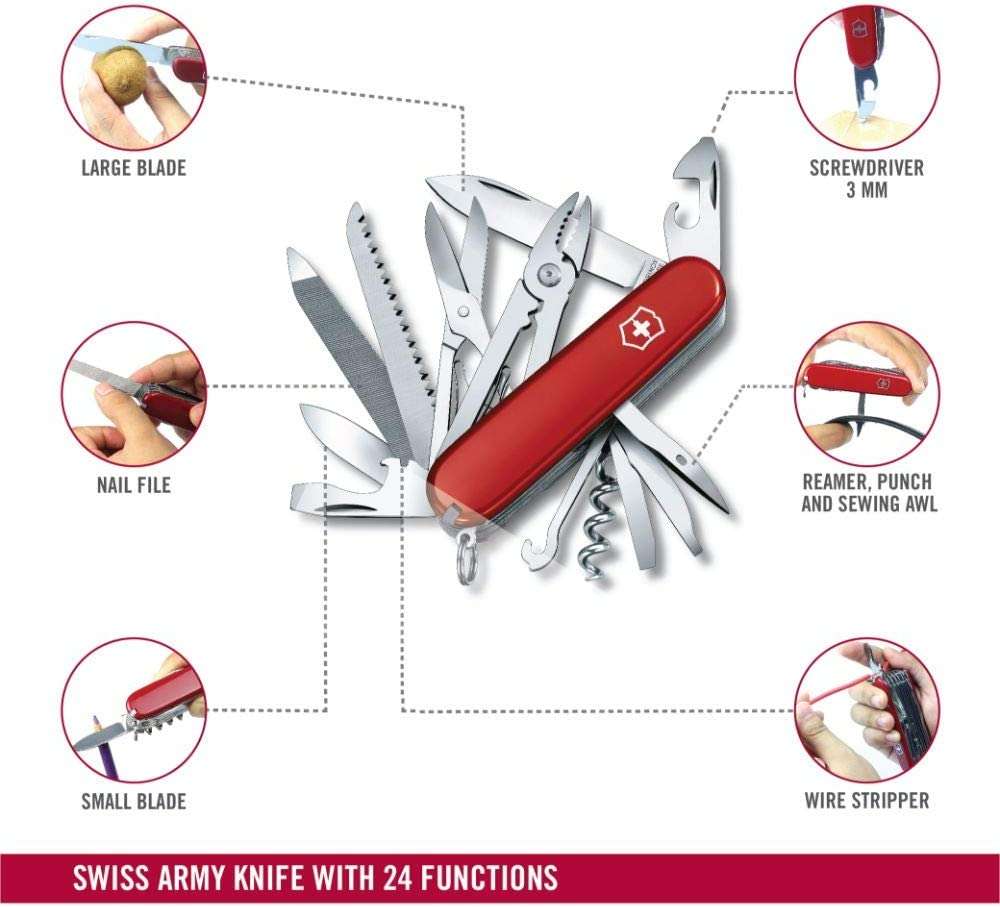 LARGE BLADE
SCREWDRIVER
3 MM
NAIL FILE
REAMER, PUNCH
AND SEWING AWL
SMALL BLADE
WIRE STRIPPER
SWISS ARMY KNIFE WITH 24 FUNCTIONS